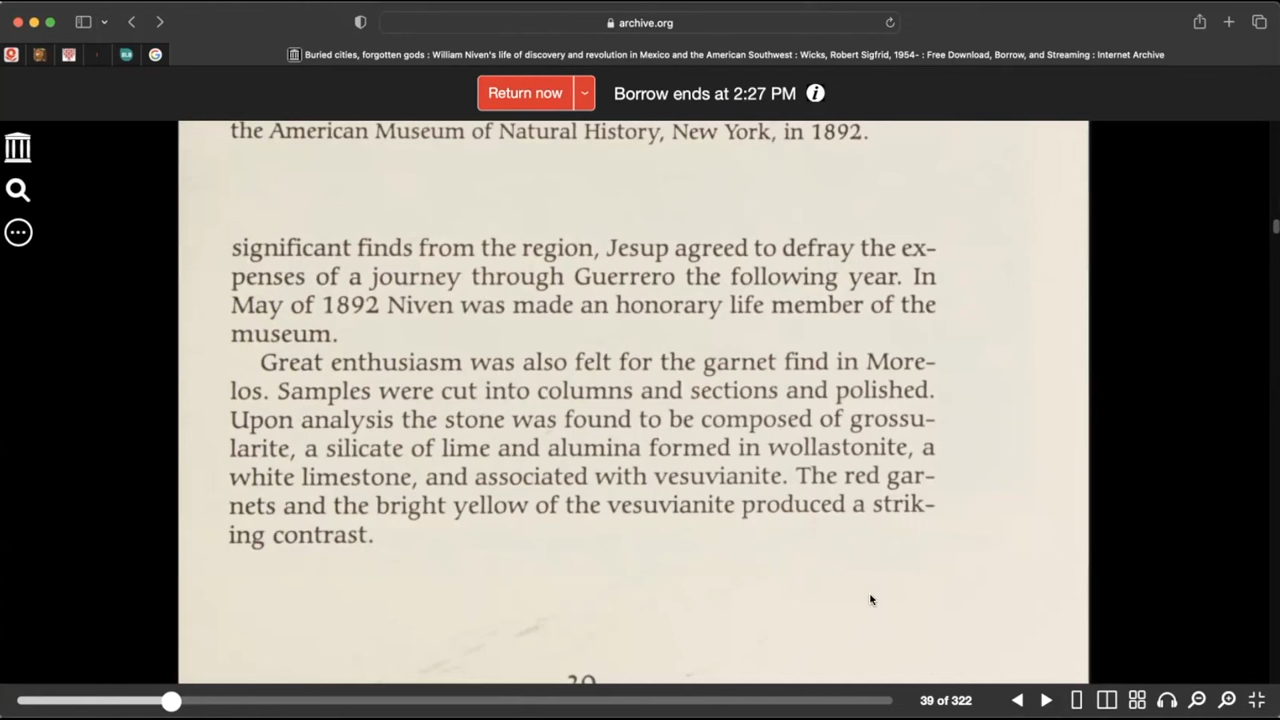 archive.org
Buried cities, forgotten gods : William Niven's life of discovery and revolution in Mexico and the American Southwest : Wicks, Robert Sigfrid, 1954- : Free Download, Borrow, and Streaming : Internet Archive
Return now Borrow ends at 2:27 PM
the American Museum of Natural History, New York, in 1892.
significant finds from the region, Jesup agreed to defray the ex-
penses of a journey through Guerrero the following year. In
May of 1892 Niven was made an honorary life member of the
museum.
Great enthusiasm was also felt for the garnet find in More-
los. Samples were cut into columns and sections and polished.
Upon analysis the stone was found to be composed of grossu-
larite, a silicate of lime and alumina formed in wollastonite, a
white limestone, and associated with vesuvianite. The red gar-
nets and the bright yellow of the vesuvianite produced a strik-
ing contrast.
39 of 322